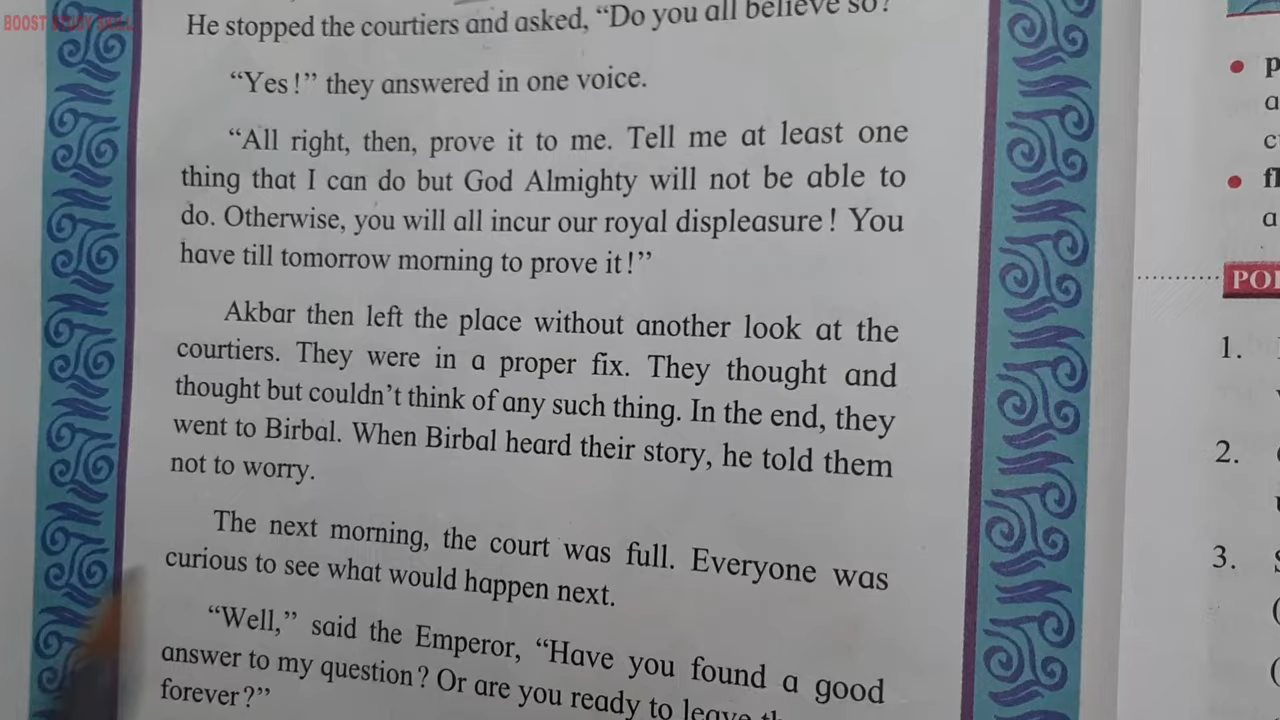 BOOST STUDY SKILL
He stopped the courtiers and asked, “Do you all believe so?
“Yes!” they answered in one voice.
“All right, then, prove it to me. Tell me at least one
thing that I can do but God Almighty will not be able to
do. Otherwise, you will all incur our royal displeasure! You
have till tomorrow morning to prove it!”
Akbar then left the place without another look at the
courtiers. They were in a proper fix. They thought and
thought but couldn’t think of any such thing. In the end, they
went to Birbal. When Birbal heard their story, he told them
not to worry.
The next morning, the court was full. Everyone was
curious to see what would happen next.
“Well,” said the Emperor, “Have you found a good
answer to my question? Or are you ready to leave
forever?”
1.
2.
3.